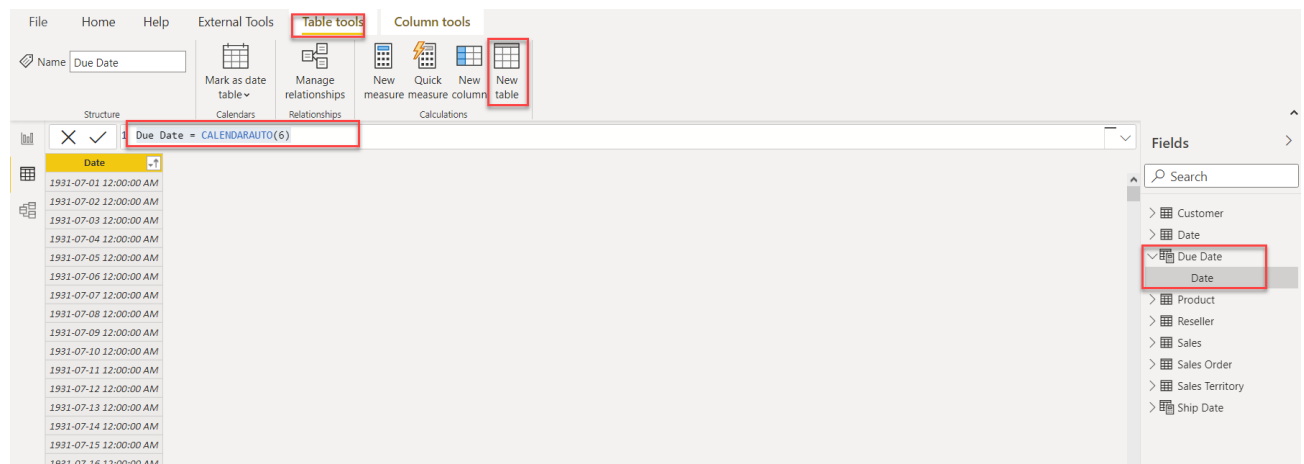 File Home Help External Tools Table tools Column tools
Name Due Date
Mark as date table
Manage relationships
New measure
Quick measure
New column
New table
Structure Calendars Relationships Calculations
1 Due Date = CALENDARAUTO(6)
Date
1931-07-01 12:00:00 AM
1931-07-02 12:00:00 AM
1931-07-03 12:00:00 AM
1931-07-04 12:00:00 AM
1931-07-05 12:00:00 AM
1931-07-06 12:00:00 AM
1931-07-07 12:00:00 AM
1931-07-08 12:00:00 AM
1931-07-09 12:00:00 AM
1931-07-10 12:00:00 AM
1931-07-11 12:00:00 AM
1931-07-12 12:00:00 AM
1931-07-13 12:00:00 AM
1931-07-14 12:00:00 AM
1931-07-15 12:00:00 AM
1931-07-16 12:00:00 AM
Fields
Search
Customer
Date
Due Date
Date
Product
Reseller
Sales
Sales Order
Sales Territory
Ship Date